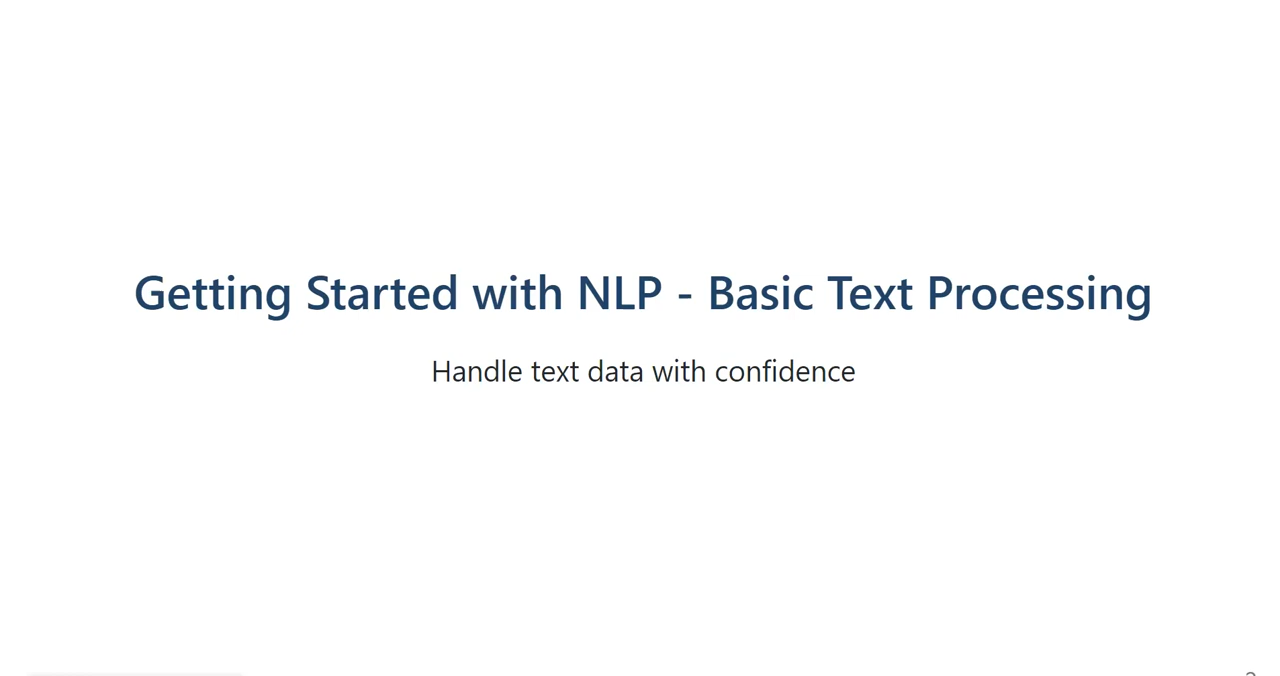 Getting Started with NLP - Basic Text Processing
Handle text data with confidence